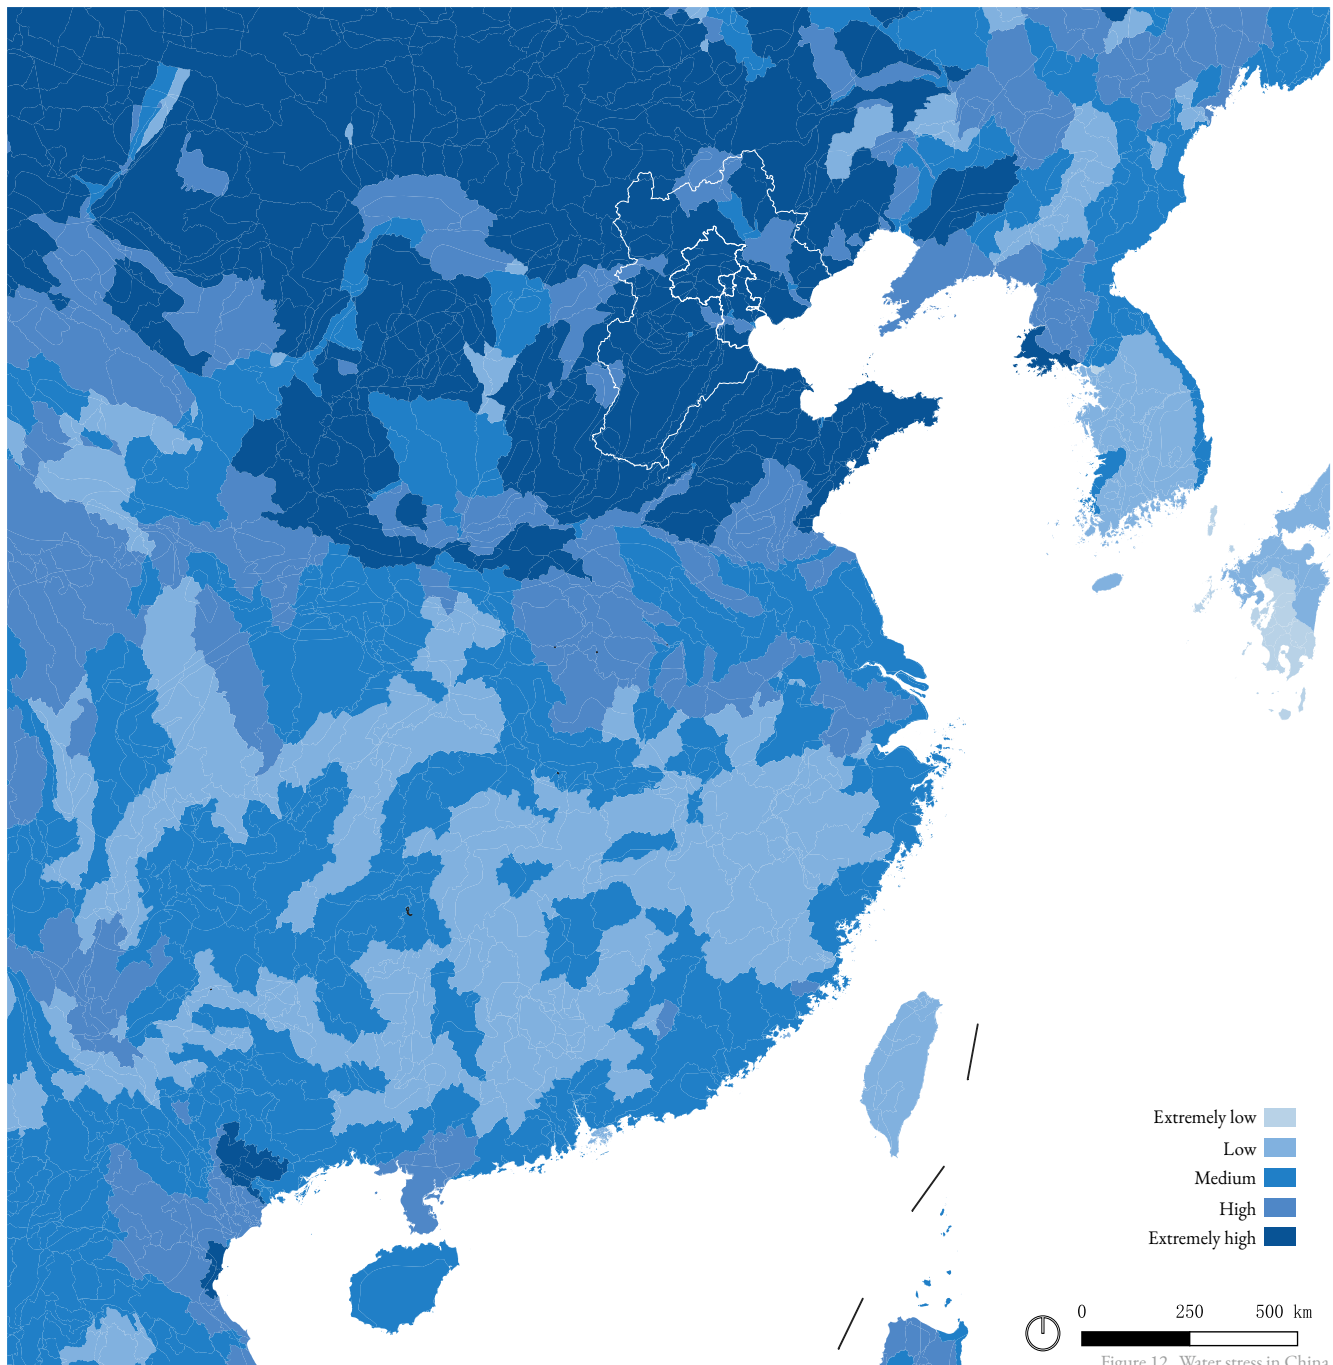 Extremely low
Low
Medium
High
Extremely high
0 250 500 km
Figure 12. Water stress in China